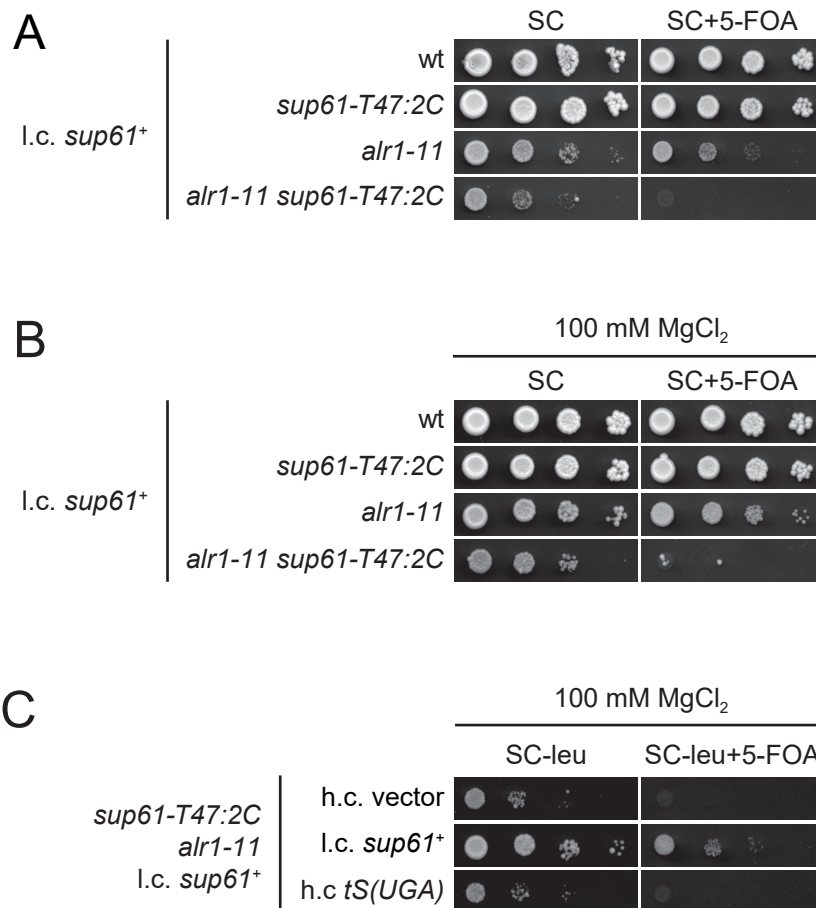 A
SC SC+5-FOA
wt
sup61-T47:2C
l.c. sup61⁺
alr1-11
alr1-11 sup61-T47:2C
B
100 mM MgCl₂
SC SC+5-FOA
wt
sup61-T47:2C
l.c. sup61⁺
alr1-11
alr1-11 sup61-T47:2C
C
100 mM MgCl₂
SC-leu SC-leu+5-FOA
sup61-T47:2C
alr1-11
l.c. sup61⁺
h.c. vector
l.c. sup61⁺
h.c tS(UGA)